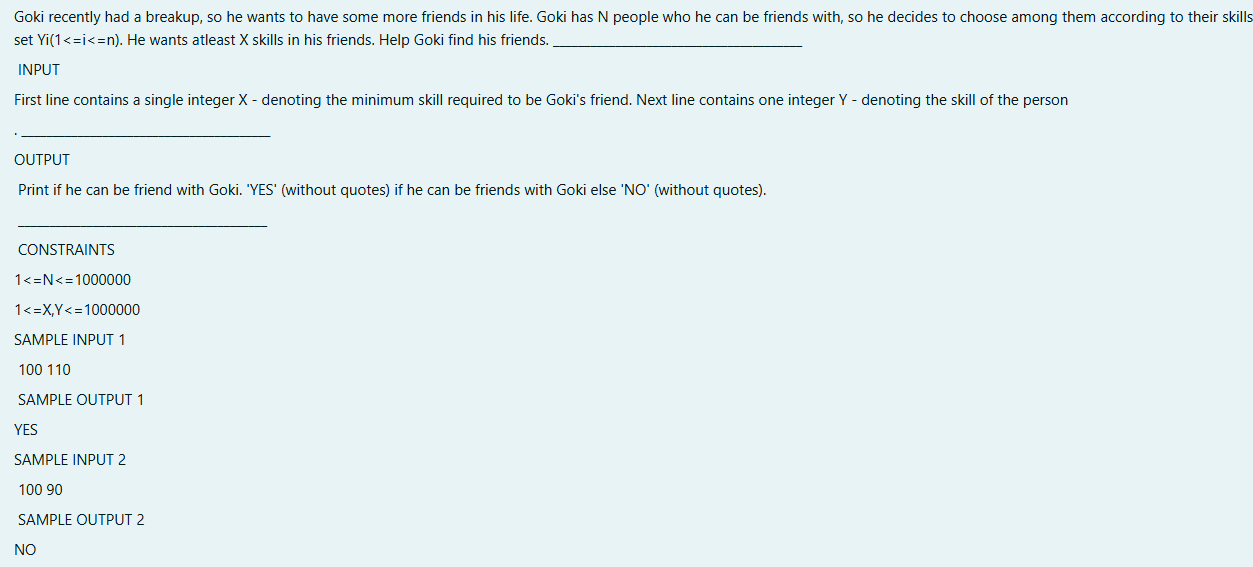 Goki recently had a breakup, so he wants to have some more friends in his life. Goki has N people who he can be friends with, so he decides to choose among them according to their skills
set Yi(1<=i<=n). He wants atleast X skills in his friends. Help Goki find his friends. ________________________________
INPUT
First line contains a single integer X - denoting the minimum skill required to be Goki's friend. Next line contains one integer Y - denoting the skill of the person
. ________________________________
OUTPUT
Print if he can be friend with Goki. 'YES' (without quotes) if he can be friends with Goki else 'NO' (without quotes).
________________________________
CONSTRAINTS
1<=N<=1000000
1<=X,Y<=1000000
SAMPLE INPUT 1
100 110
SAMPLE OUTPUT 1
YES
SAMPLE INPUT 2
100 90
SAMPLE OUTPUT 2
NO